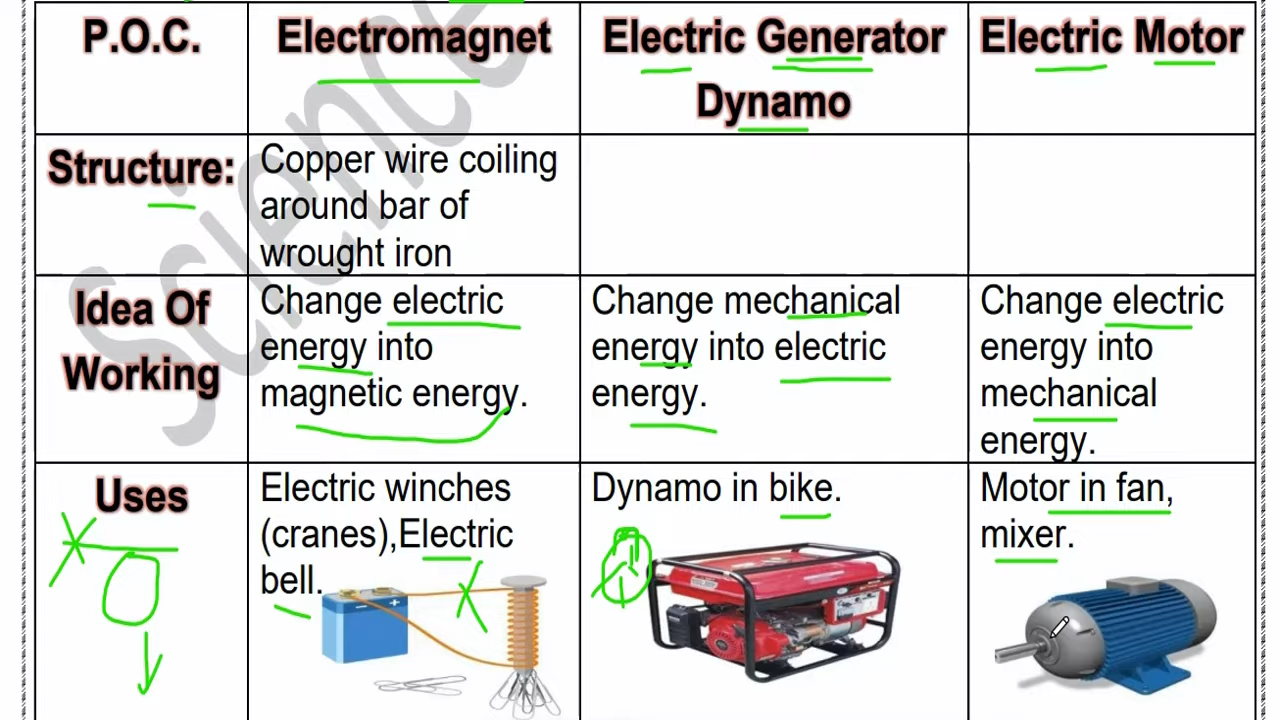 P.O.C.
Electromagnet
Electric Generator
Dynamo
Electric Motor
Structure:
Copper wire coiling
around bar of
wrought iron
Idea Of
Working
Change electric
energy into
magnetic energy.
Change mechanical
energy into electric
energy.
Change electric
energy into
mechanical
energy.
Uses
Electric winches
(cranes),Electric
bell.
Dynamo in bike.
Motor in fan,
mixer.
Science